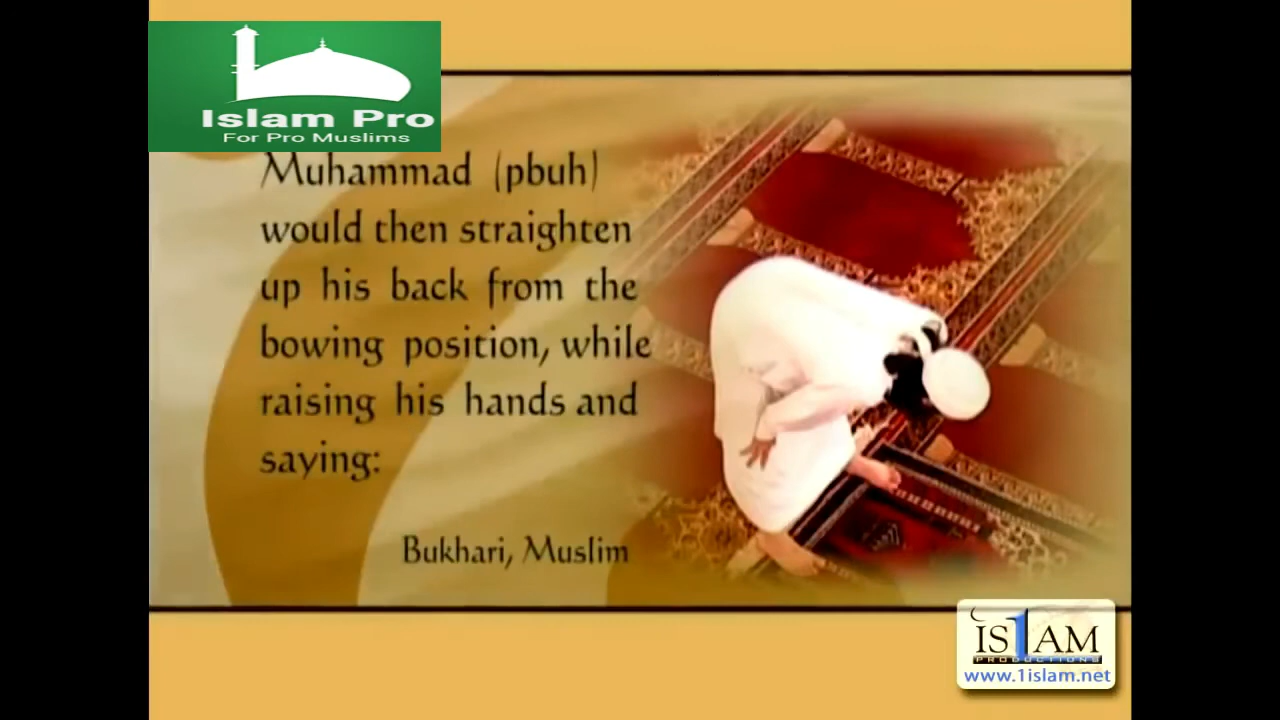 Islam Pro
For Pro Muslims
Muhammad (pbuh)
would then straighten
up his back from the
bowing position, while
raising his hands and
saying:
Bukhari, Muslim
IS1AM
PRODUCTIONS
www.1islam.net